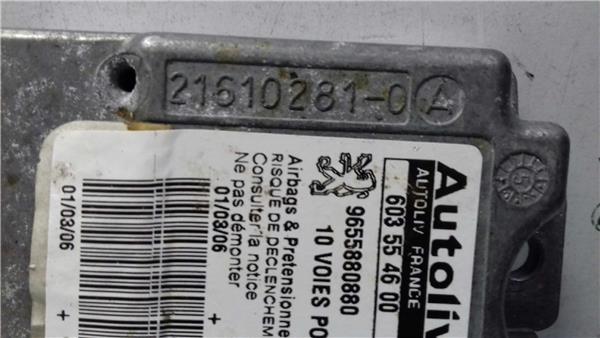 21610281-0 A
Autoliv
AUTOLIV FRANCE
603 55 46 00
9655880880
10 VOIES PO
Airbags & Pretensionne
RISQUE DE DECLENCHEM
Consulter la notice
Ne pas démonter
01/03/06
01/03/06